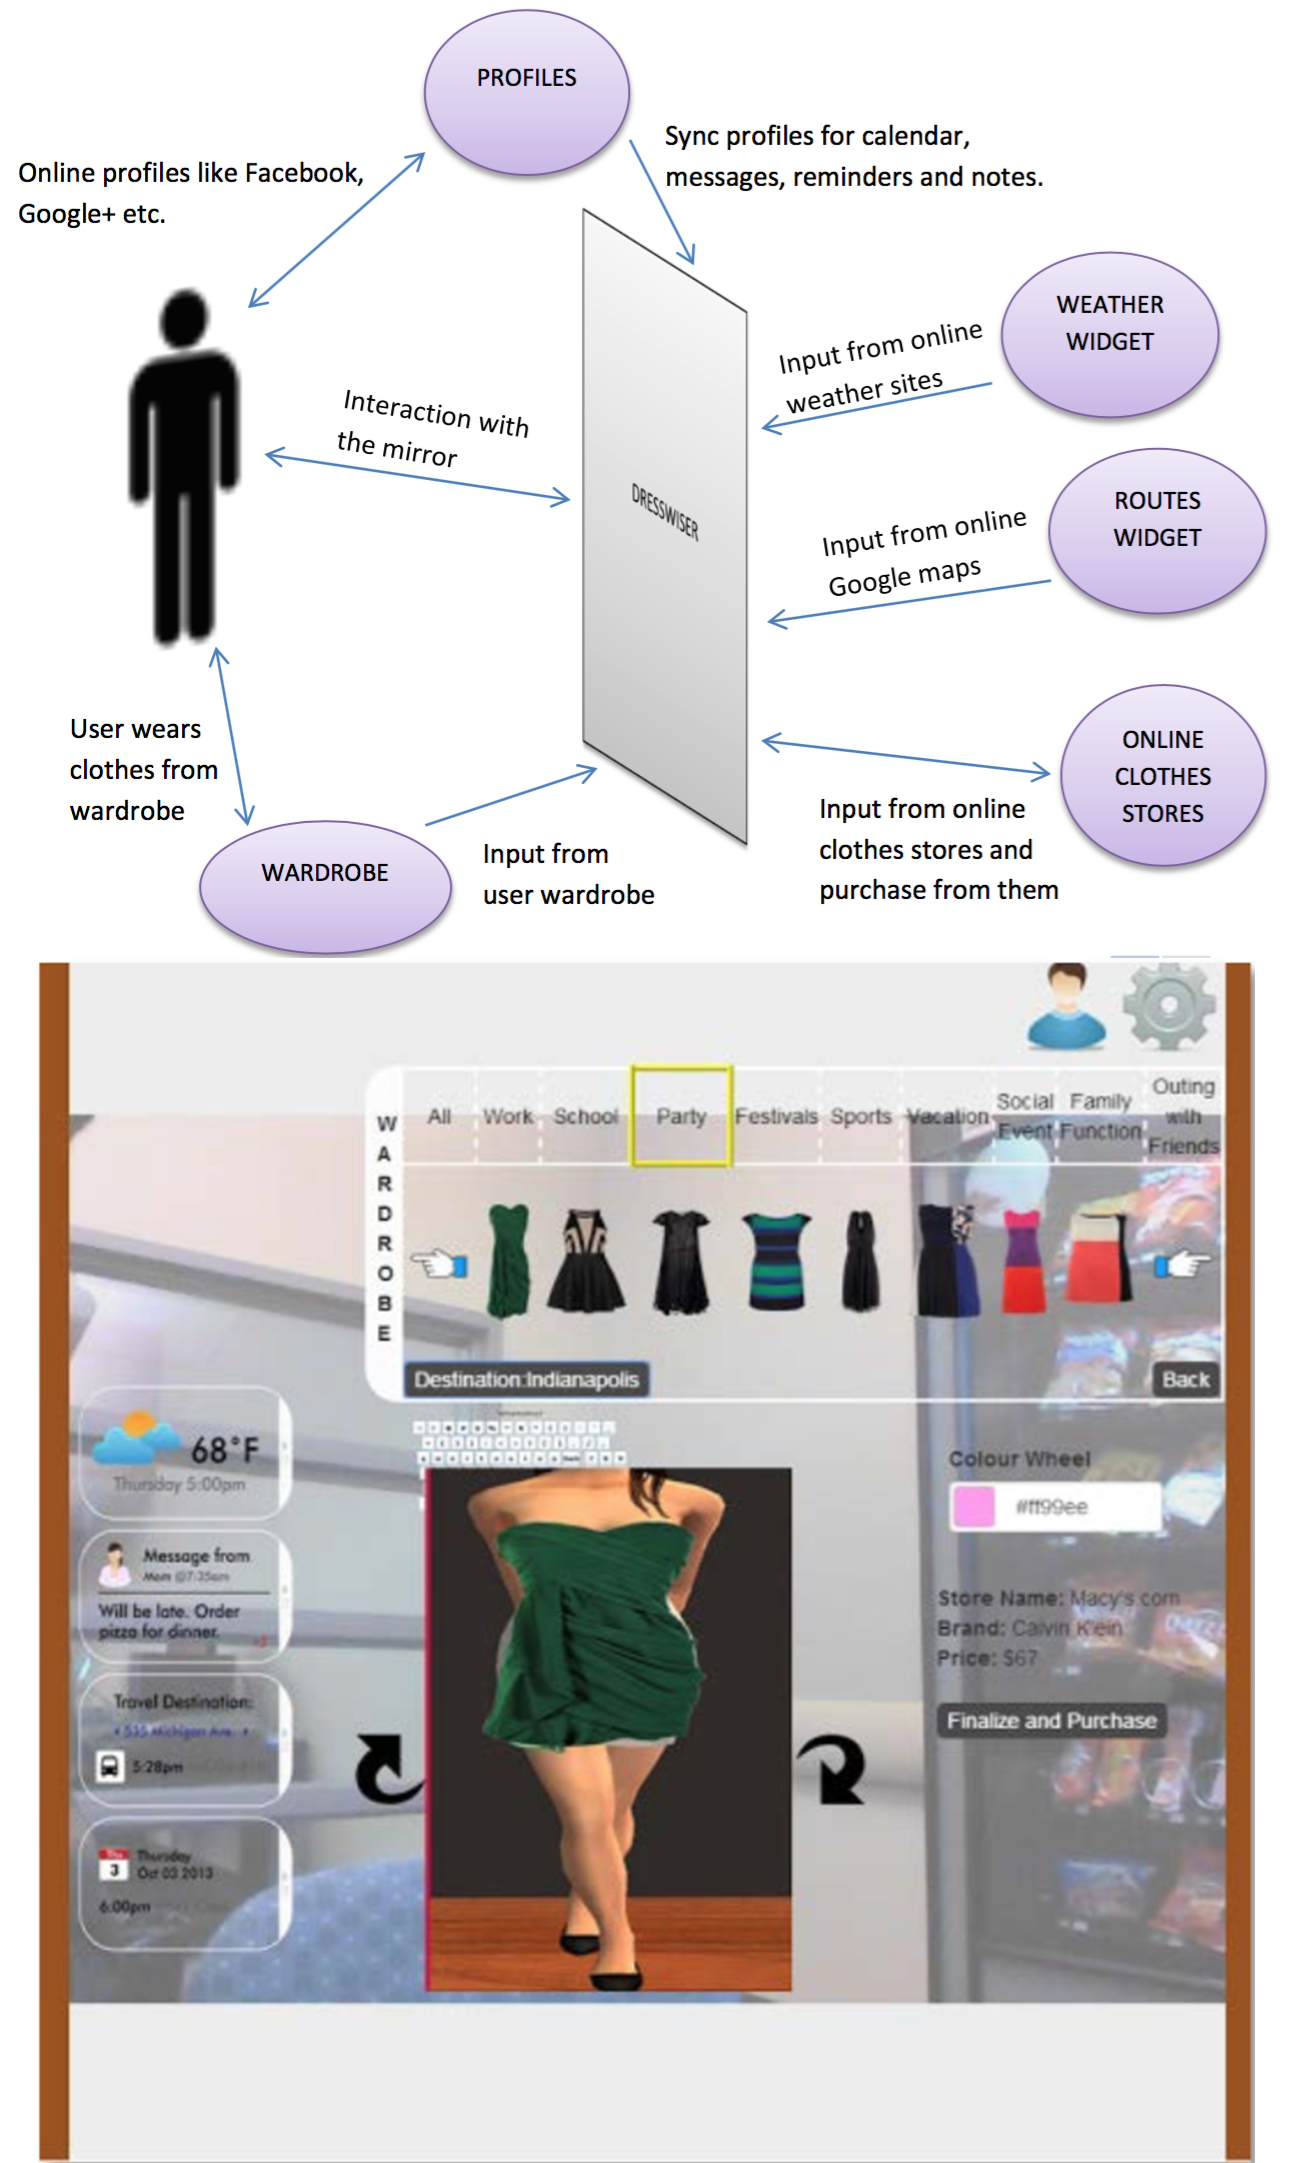 PROFILES
Sync profiles for calendar,
messages, reminders and notes.
Online profiles like Facebook,
Google+ etc.
WEATHER
WIDGET
Input from online
weather sites
Interaction with
the mirror
DRESSWISER
ROUTES
WIDGET
Input from online
Google maps
User wears
clothes from
wardrobe
ONLINE
CLOTHES
STORES
Input from online
clothes stores and
purchase from them
Input from
user wardrobe
WARDROBE
WARDROBE
All
Work
School
Party
Festivals
Sports
Vacation
Social
Event
Family
Function
Outing
with
Friends
Destination:Indianapolis
Back
68°F
Thursday 5:00pm
Message from
Mom @7:35am
Will be late. Order
pizza for dinner.
Travel Destination:
535 Michigan Ave.
5:28pm
Thu
3
Thursday
Oct 03 2013
6:00pm
Colour Wheel
#ff99ee
Store Name: Macy's.com
Brand: Calvin Klein
Price: $67
Finalize and Purchase